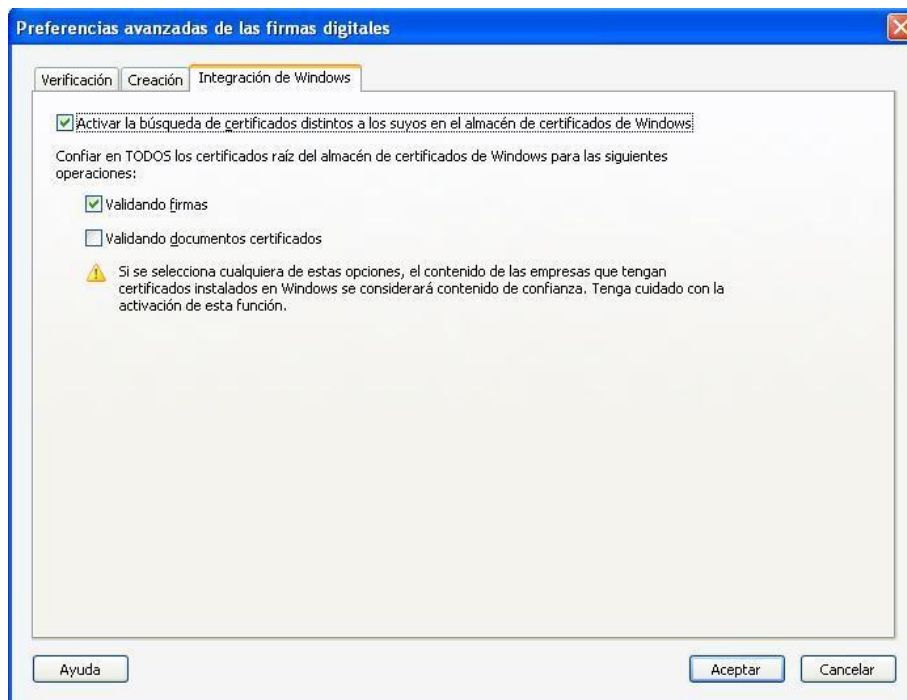 Preferencias avanzadas de las firmas digitales
Verificación Creación Integración de Windows
Activar la búsqueda de certificados distintos a los suyos en el almacén de certificados de Windows
Confiar en TODOS los certificados raíz del almacén de certificados de Windows para las siguientes
operaciones:
Validando firmas
Validando documentos certificados
Si se selecciona cualquiera de estas opciones, el contenido de las empresas que tengan
certificados instalados en Windows se considerará contenido de confianza. Tenga cuidado con la
activación de esta función.
Ayuda Aceptar Cancelar